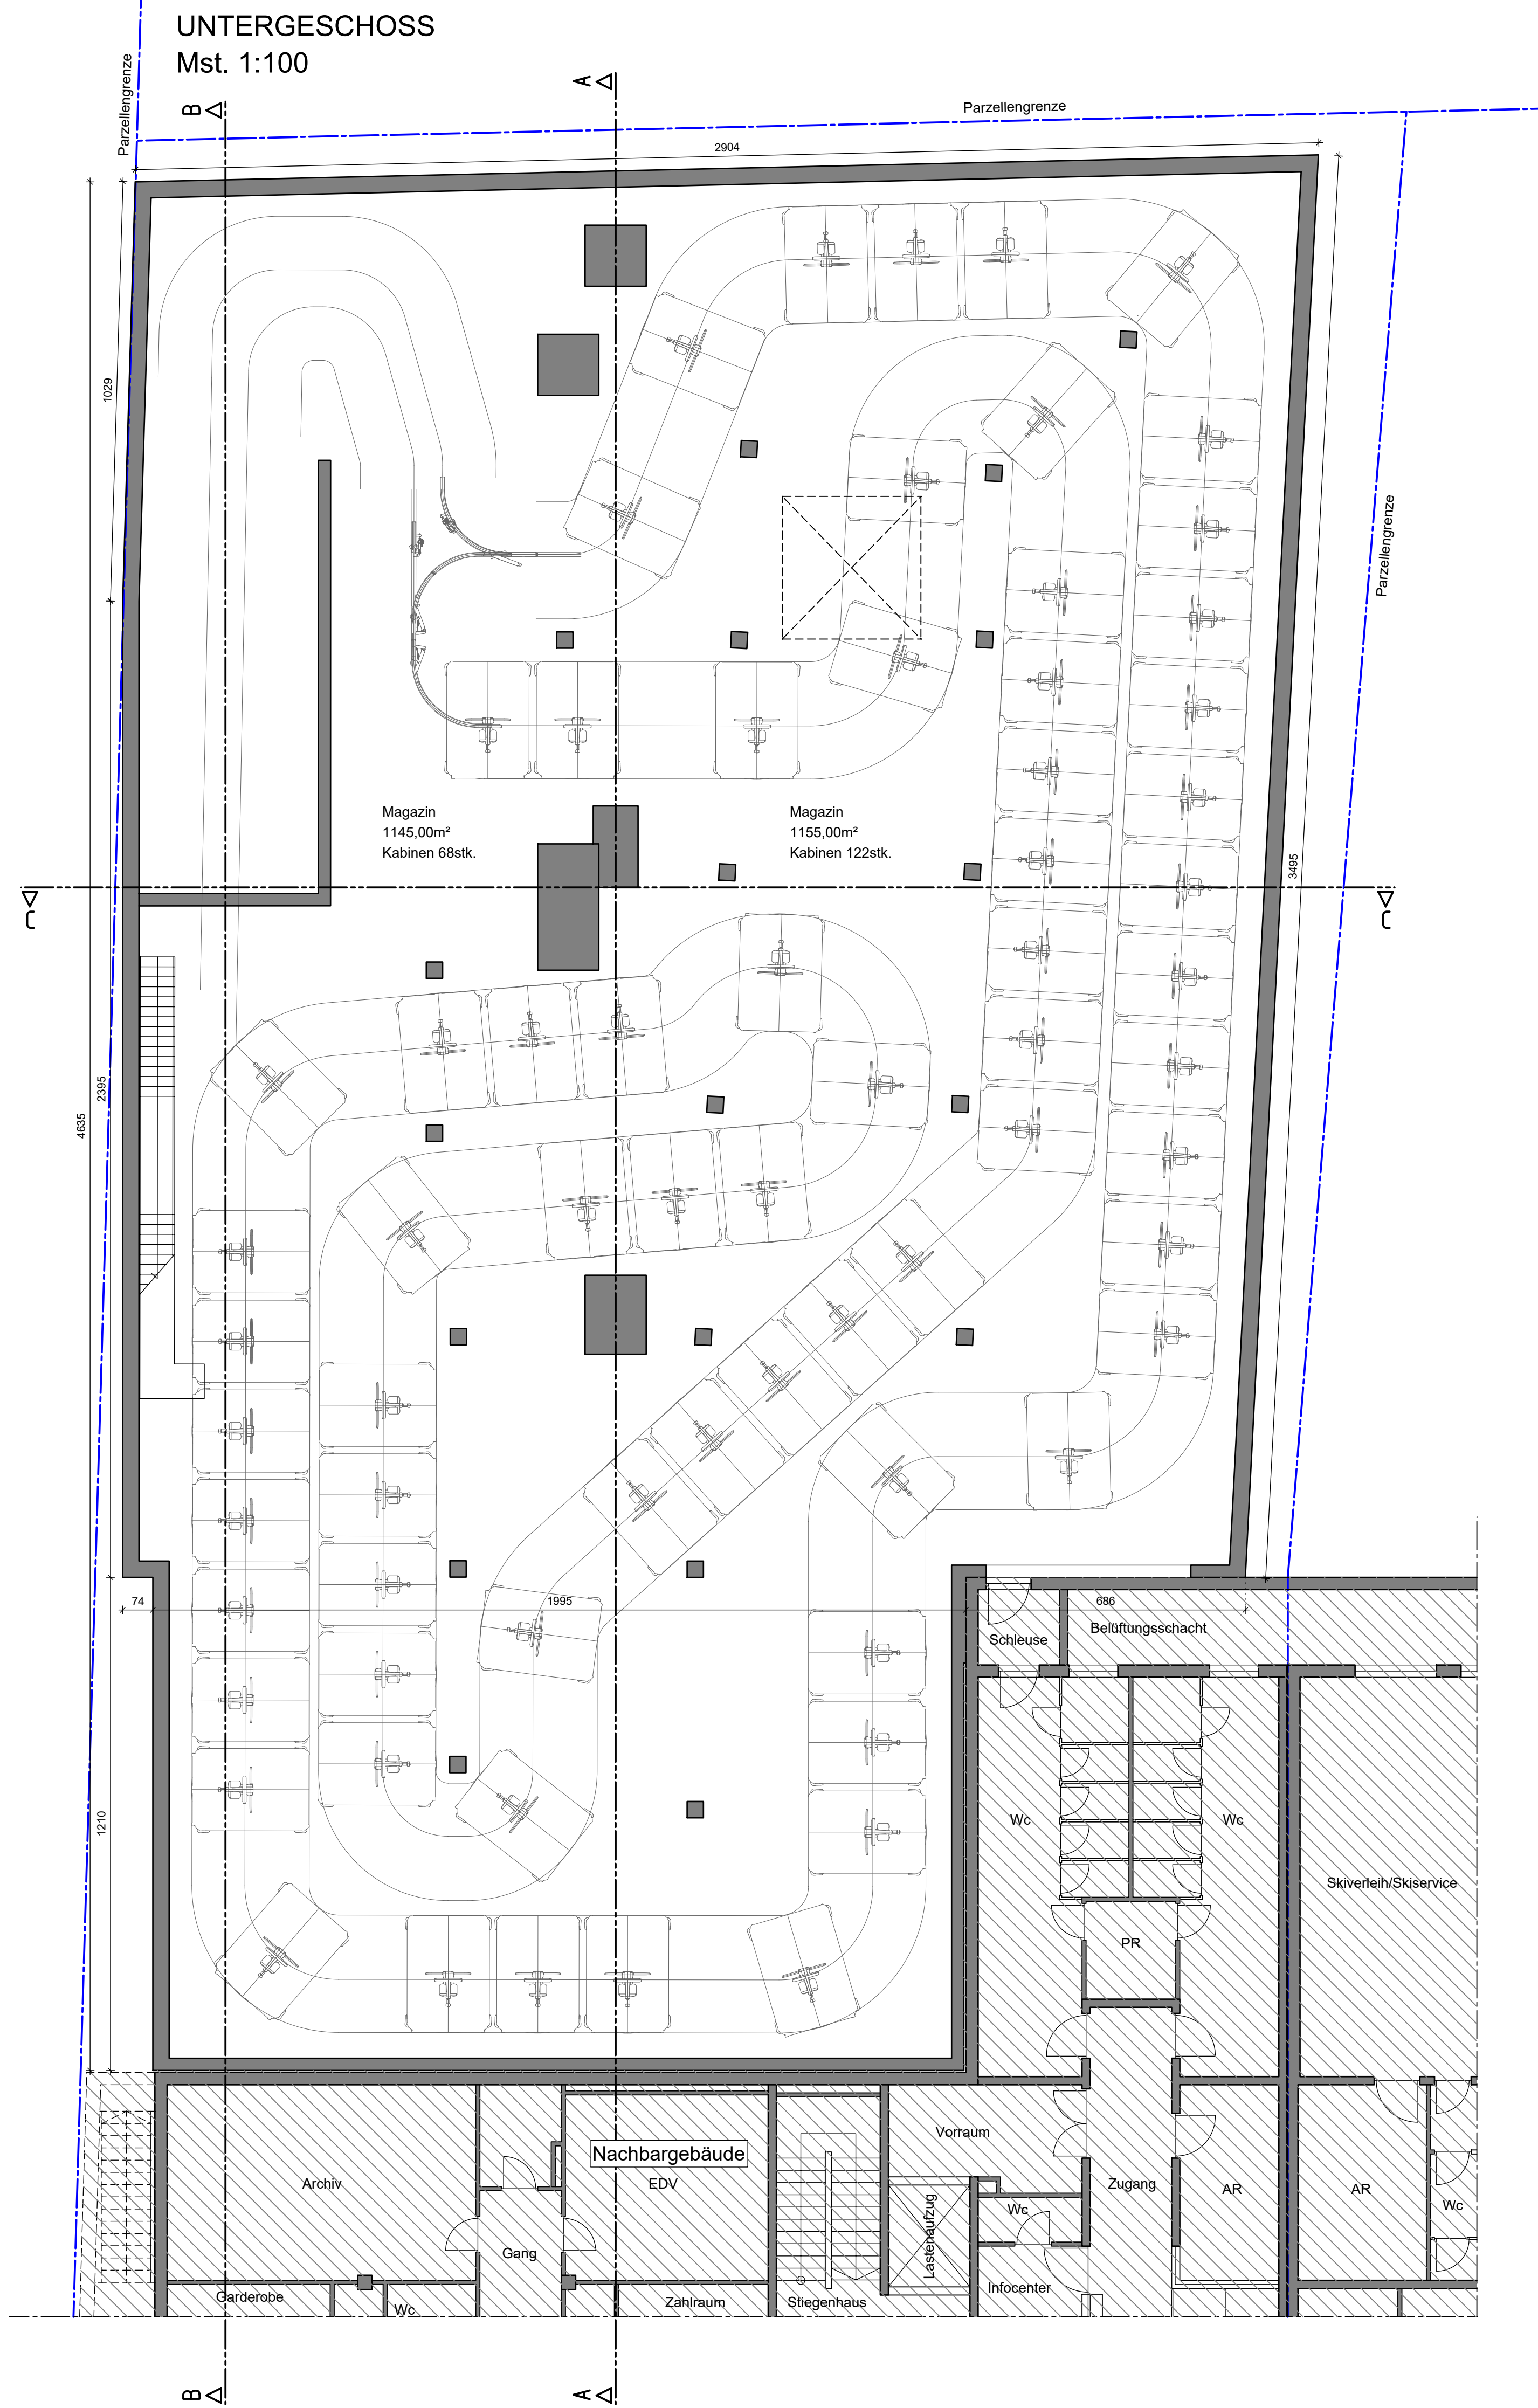 UNTERGESCHOSS
Mst. 1:100
Parzellengrenze
B
A
Parzellengrenze
2904
1029
Parzellengrenze
Magazin
1145,00m²
Kabinen 68stk.
Magazin
1155,00m²
Kabinen 122stk.
3495
C
C
2395
4635
74
1995
686
Schleuse
Belüftungsschacht
1210
Wc
Wc
Skiverleih/Skiservice
PR
Nachbargebäude
Vorraum
Archiv
EDV
Zugang
AR
AR
Wc
Wc
Lastenaufzug
Gang
Infocenter
Garderobe
Wc
Zahlraum
Stiegenhaus
B
A